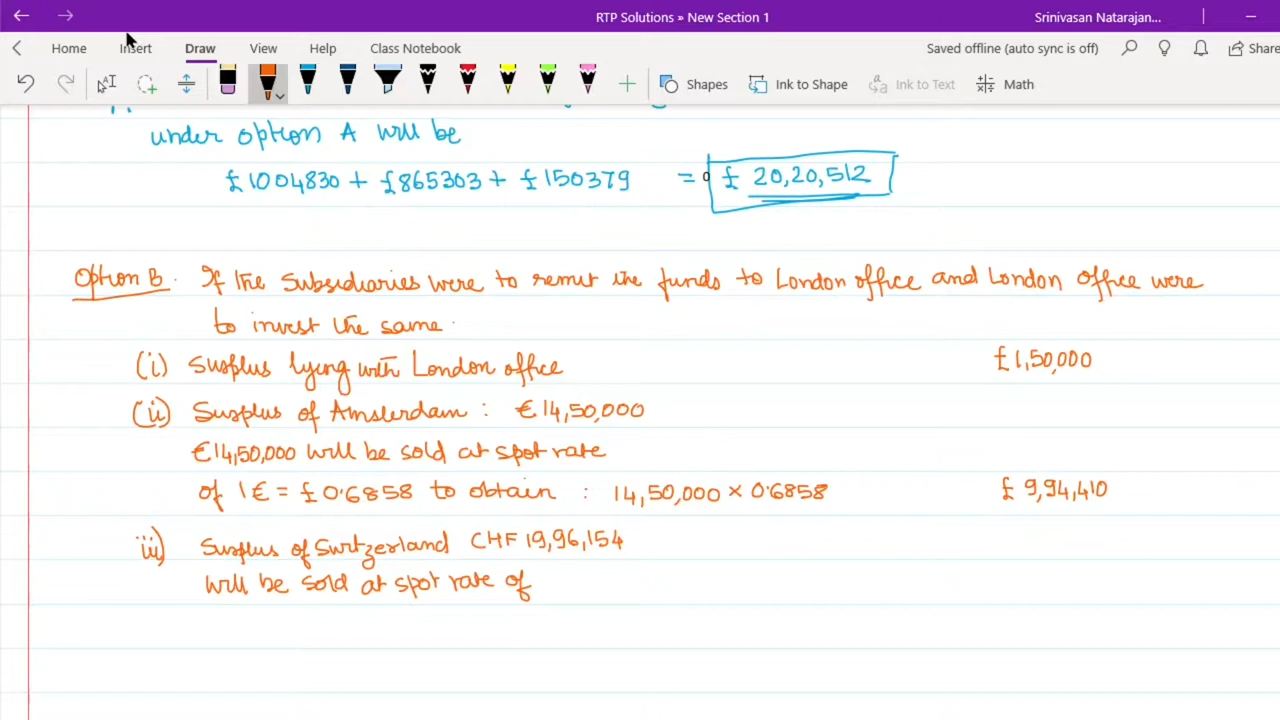 RTP Solutions » New Section 1
Srinivasan Natarajan...
Home Insert Draw View Help Class Notebook
Saved offline (auto sync is off)
Share
Shapes Ink to Shape Ink to Text Math
under option A will be
£1004830 + £865303 + £150379 = £ 20,20,512
Option B. If the Subsidiaries were to remit the funds to London office and London office were
to invest the same.
(i) Surplus lying with London office £1,50,000
(ii) Surplus of Amsterdam : €14,50,000
€14,50,000 will be sold at spot rate
of 1€ = £0.6858 to obtain : 14,50,000 × 0.6858 £ 9,94,410
iii) Surplus of Switzerland CHF 19,96,154
will be sold at spot rate of